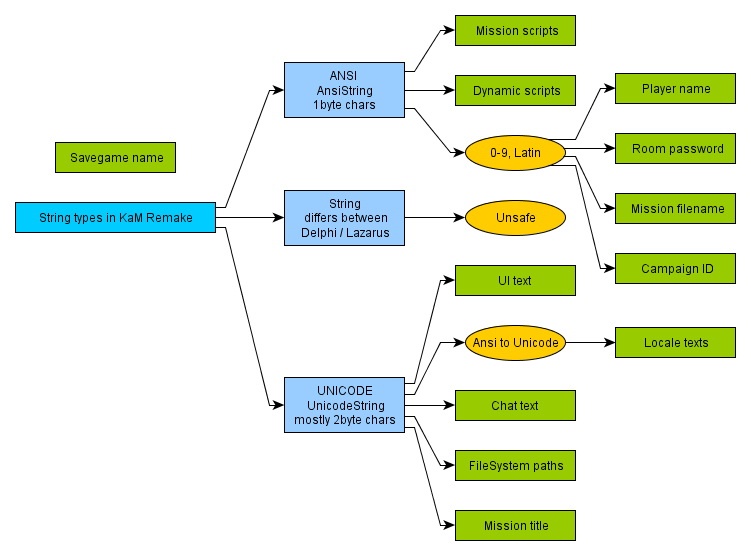 Mission scripts
ANSI
AnsiString
1byte chars
Dynamic scripts
Player name
Savegame name
0-9, Latin
Room password
String types in KaM Remake
String
differs between
Delphi / Lazarus
Unsafe
Mission filename
Campaign ID
UI text
Ansi to Unicode
Locale texts
UNICODE
UnicodeString
mostly 2byte chars
Chat text
FileSystem paths
Mission title